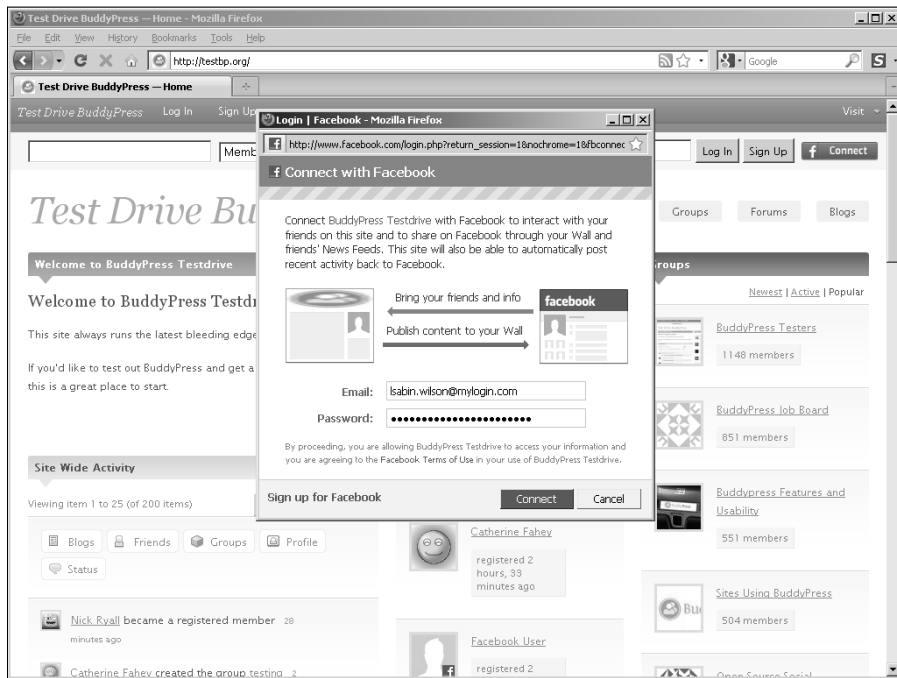 Test Drive BuddyPress — Home - Mozilla Firefox
File Edit View History Bookmarks Tools Help
http://testbp.org/
Google
Test Drive BuddyPress — Home
Test Drive BuddyPress Log In Sign Up
Visit
Log In Sign Up f Connect
Test Drive Bu
Groups Forums Blogs
Welcome to BuddyPress Testdrive
Welcome to BuddyPress Testd
This site always runs the latest bleeding edge
If you'd like to test out BuddyPress and get a
this is a great place to start.
Site Wide Activity
Viewing item 1 to 25 (of 200 items)
Blogs Friends Groups Profile
Status
Nick Ryall became a registered member 28
minutes ago
Catherine Fahey created the group testing 2
Login | Facebook - Mozilla Firefox
http://www.facebook.com/login.php?return_session=1&nochrome=1&fbconnec
Connect with Facebook
Connect BuddyPress Testdrive with Facebook to interact with your
friends on this site and to share on Facebook through your Wall and
friends' News Feeds. This site will also be able to automatically post
recent activity back to Facebook.
Bring your friends and info
facebook
Publish content to your Wall
Email: lsabin.wilson@mylogin.com
Password:
By proceeding, you are allowing BuddyPress Testdrive to access your information and
you are agreeing to the Facebook Terms of Use in your use of BuddyPress Testdrive.
Sign up for Facebook Connect Cancel
Catherine Fahey
registered 2
hours, 33
minutes ago
Facebook User
registered 2
Newest | Active | Popular
BuddyPress Testers
1148 members
BuddyPress Job Board
851 members
Buddypress Features and
Usability
551 members
Sites Using BuddyPress
504 members
Open Source Social